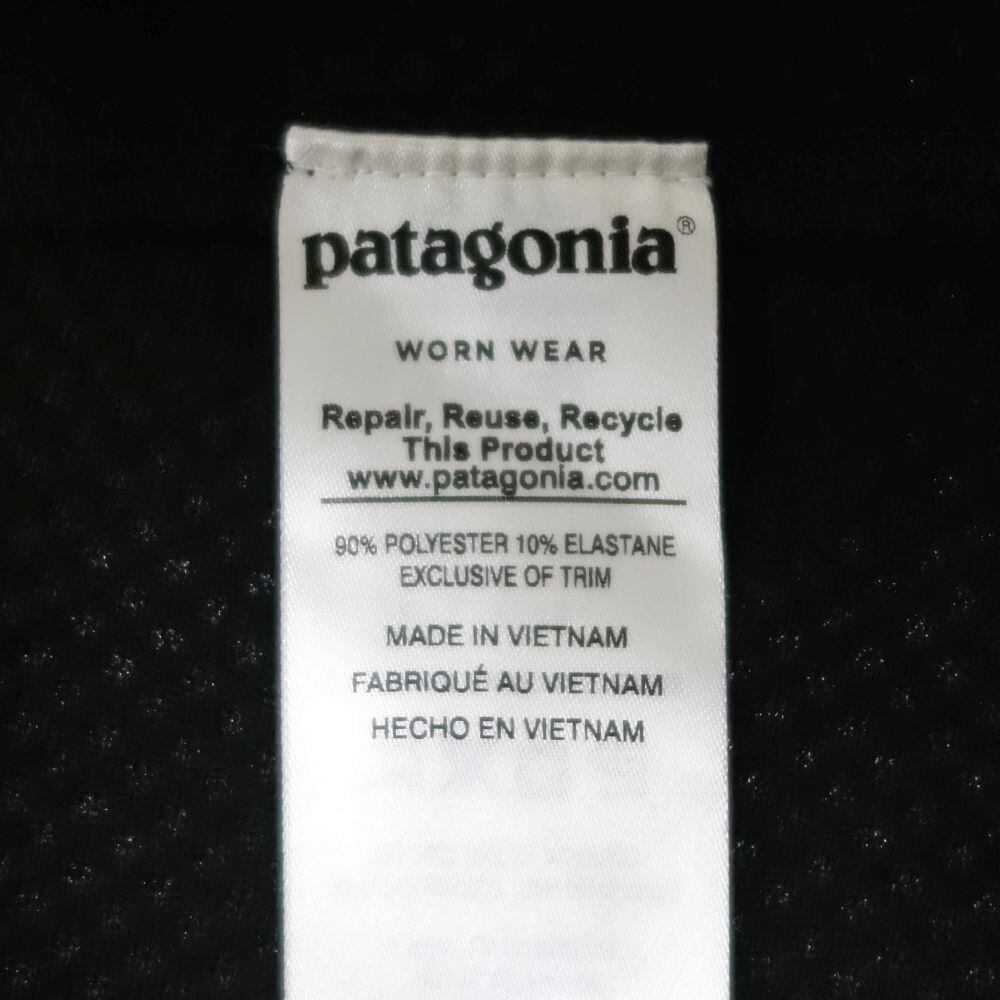 patagonia®
WORN WEAR
Repair, Reuse, Recycle
This Product
www.patagonia.com
90% POLYESTER 10% ELASTANE
EXCLUSIVE OF TRIM
MADE IN VIETNAM
FABRIQUÉ AU VIETNAM
HECHO EN VIETNAM